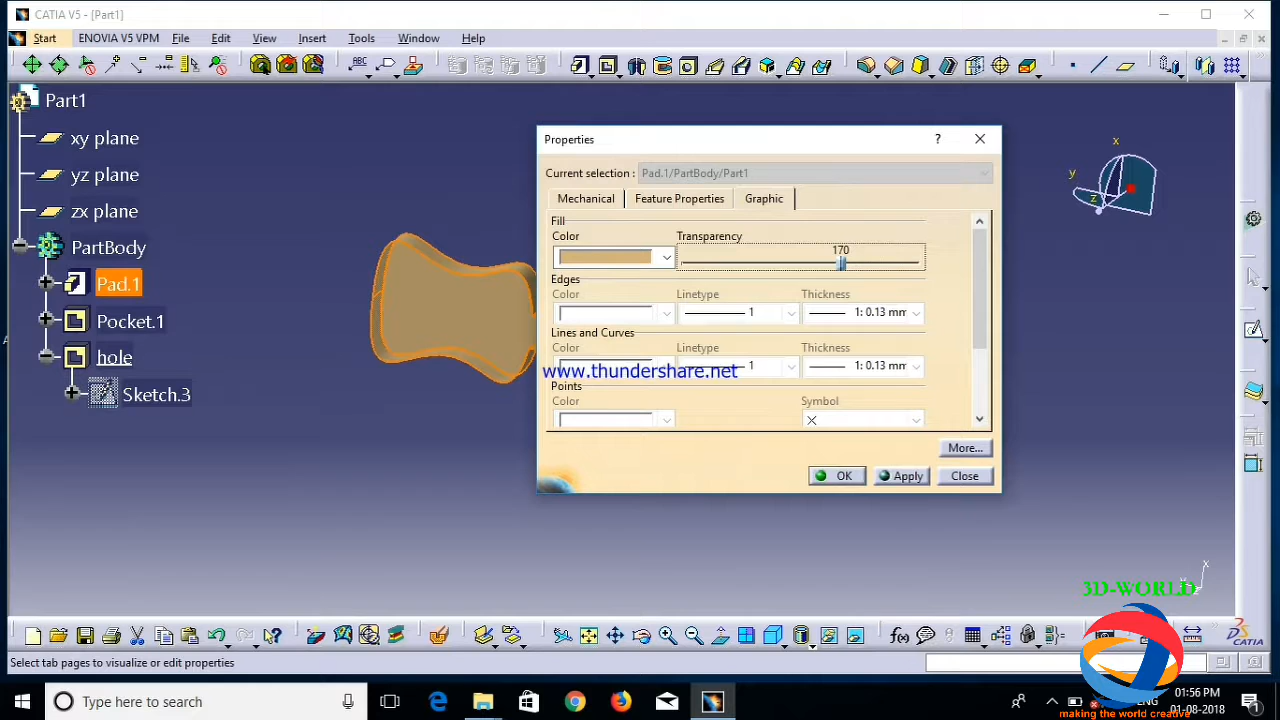 CATIA V5 - [Part1]
Start ENOVIA V5 VPM File Edit View Insert Tools Window Help
ABC
Part1
xy plane
yz plane
zx plane
PartBody
Pad.1
Pocket.1
hole
Sketch.3
Properties ?
Current selection : Pad.1/PartBody/Part1
Mechanical Feature Properties Graphic
Fill
Color Transparency
170
Edges
Color Linetype Thickness
1 1: 0.13 mm
Lines and Curves
Color Linetype Thickness
1 1: 0.13 mm
www.thundershare.net
Points
Color Symbol
More...
OK Apply Close
x
y
z
x
3D-WORLD
f(x)
CATIA
Select tab pages to visualize or edit properties
Type here to search
ENG
01:56 PM
01-08-2018
1
making the world creative